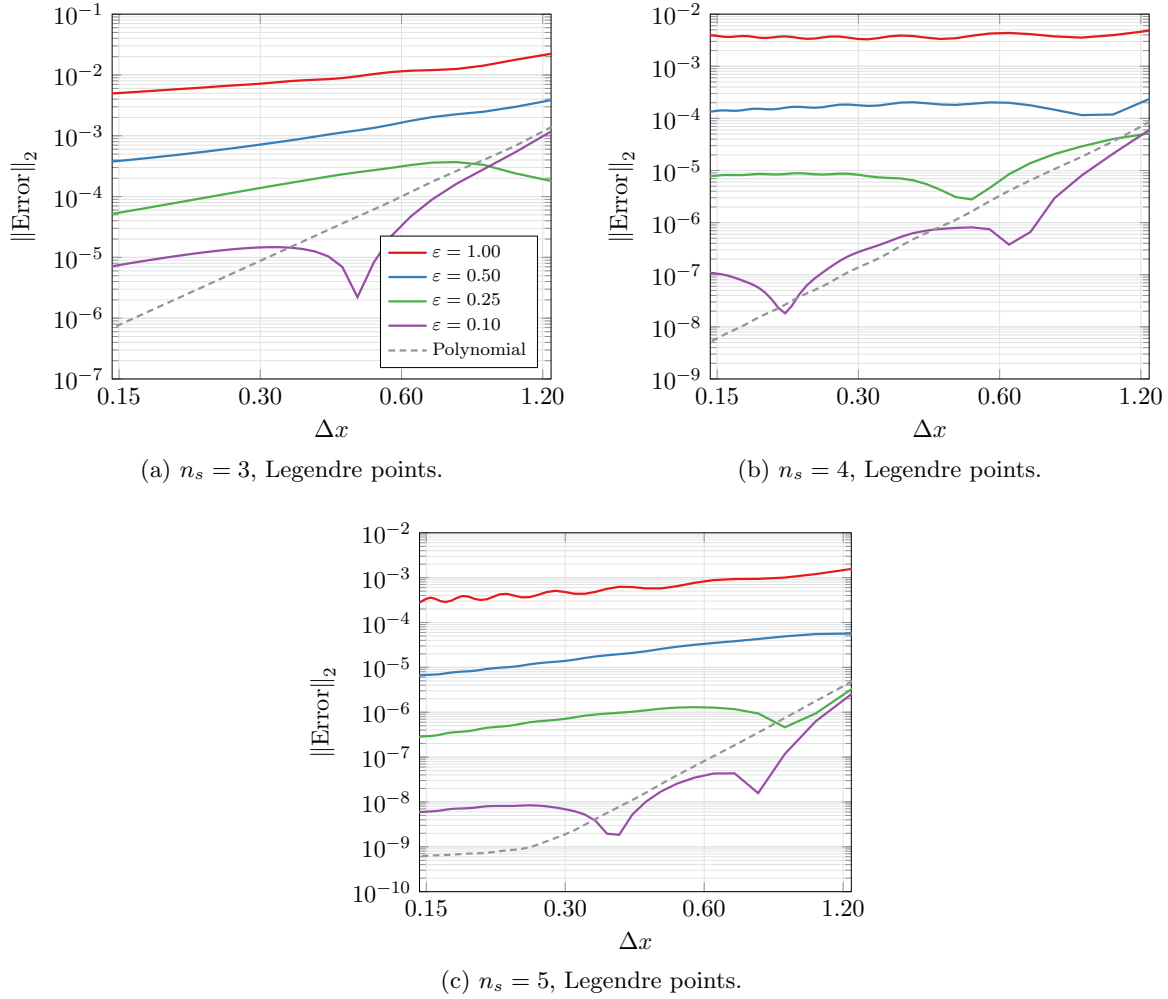 10^−1
10^−2
10^−3
10^−4
10^−5
10^−6
10^−7
||Error||_2
0.15 0.30 0.60 1.20
Δx
ε = 1.00
ε = 0.50
ε = 0.25
ε = 0.10
Polynomial
(a) n_s = 3, Legendre points.
10^−2
10^−3
10^−4
10^−5
10^−6
10^−7
10^−8
10^−9
||Error||_2
0.15 0.30 0.60 1.20
Δx
(b) n_s = 4, Legendre points.
10^−2
10^−3
10^−4
10^−5
10^−6
10^−7
10^−8
10^−9
10^−10
||Error||_2
0.15 0.30 0.60 1.20
Δx
(c) n_s = 5, Legendre points.